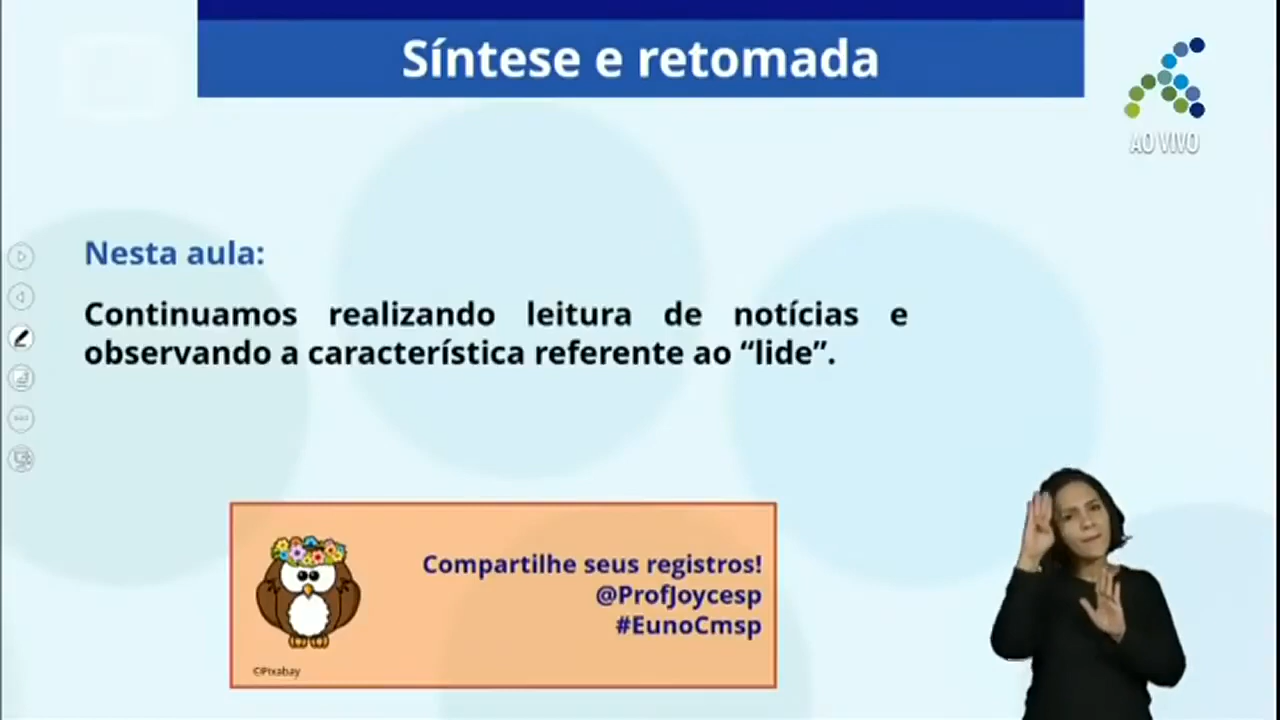 Síntese e retomada
AO VIVO
Nesta aula:
Continuamos realizando leitura de notícias e
observando a característica referente ao “lide”.
Compartilhe seus registros!
@ProfJoycesp
#EunoCmsp
©Pixabay